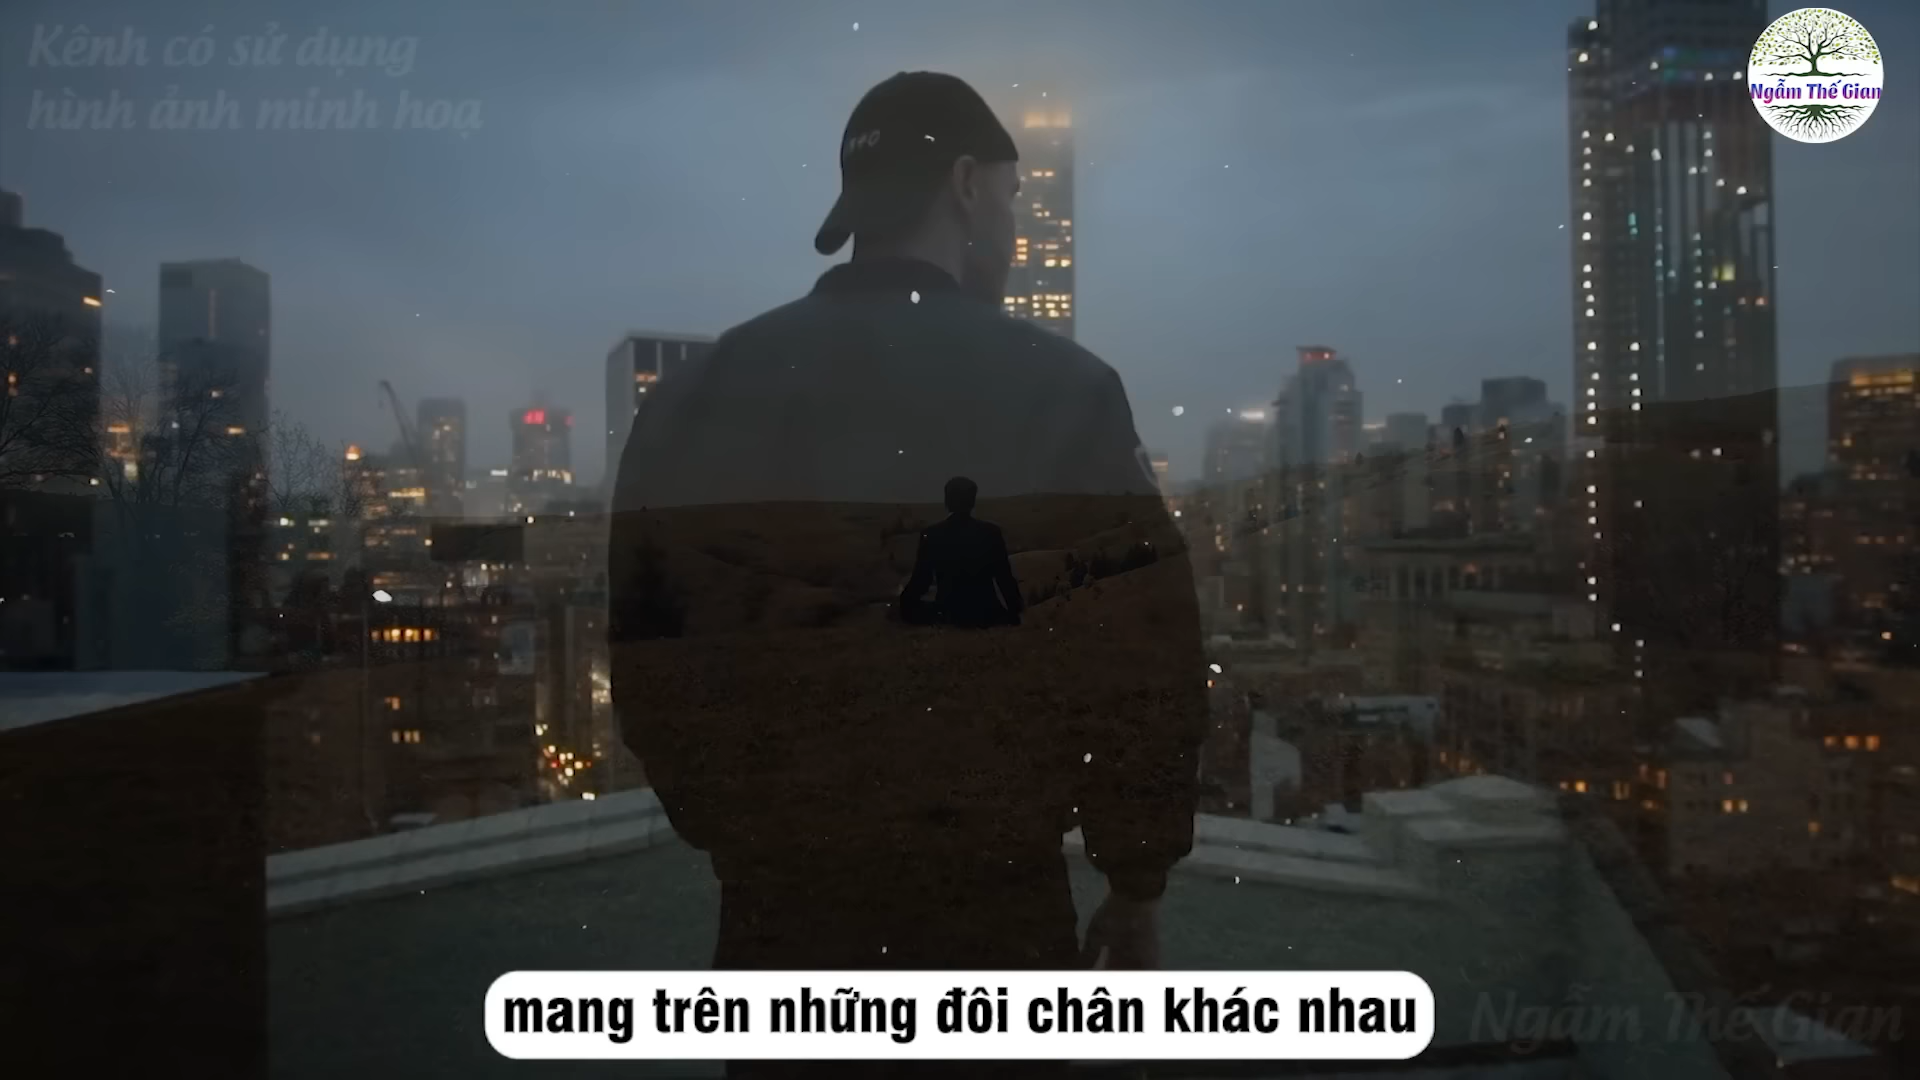 Kênh có sử dụng
hình ảnh minh hoạ
Ngẫm Thế Gian
mang trên những đôi chân khác nhau
Ngẫm Thế Gian